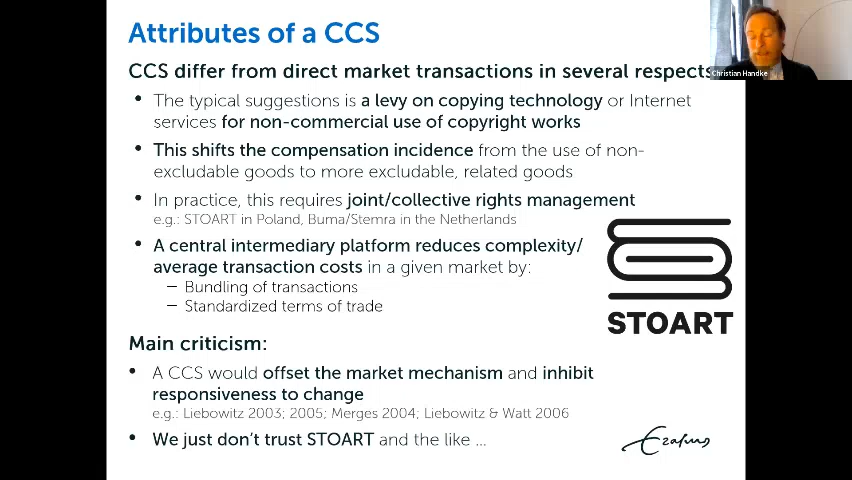 Attributes of a CCS
CCS differ from direct market transactions in several respects
Christian Handke
• The typical suggestions is a levy on copying technology or Internet
services for non-commercial use of copyright works
• This shifts the compensation incidence from the use of non-
excludable goods to more excludable, related goods
• In practice, this requires joint/collective rights management
e.g.: STOART in Poland, Buma/Stemra in the Netherlands
• A central intermediary platform reduces complexity/
average transaction costs in a given market by:
– Bundling of transactions
– Standardized terms of trade
STOART
Main criticism:
• A CCS would offset the market mechanism and inhibit
responsiveness to change
e.g.: Liebowitz 2003; 2005; Merges 2004; Liebowitz & Watt 2006
• We just don't trust STOART and the like ...
Erasmus